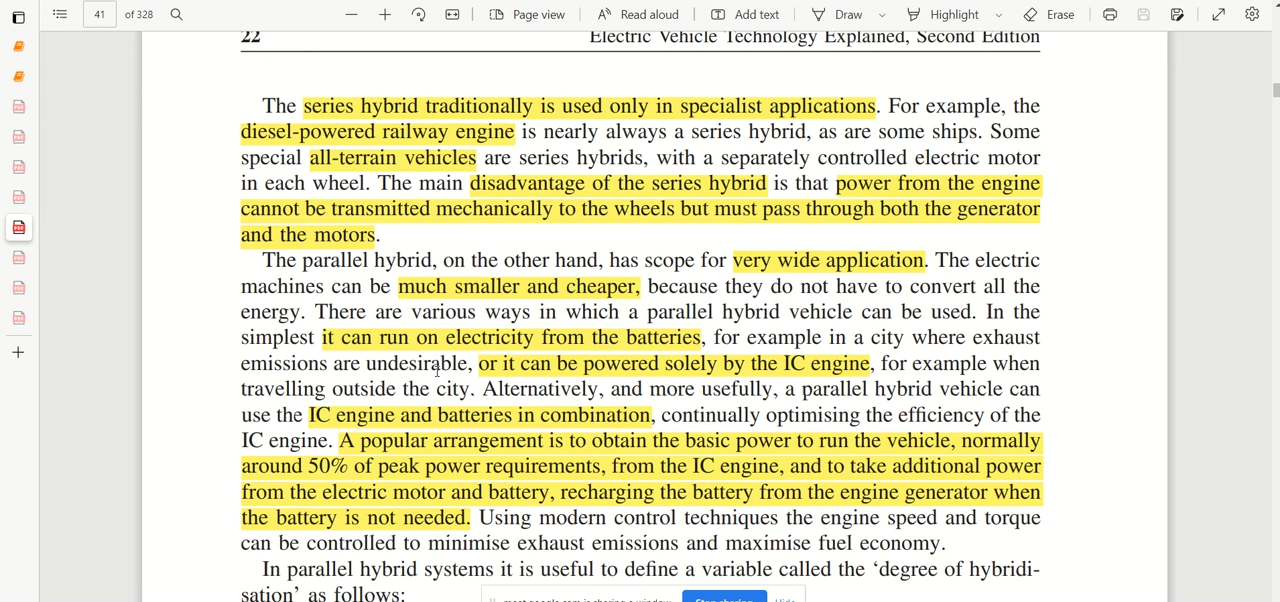 41 of 328 Page view Read aloud Add text Draw Highlight Erase
22 Electric Vehicle Technology Explained, Second Edition
The series hybrid traditionally is used only in specialist applications. For example, the
diesel-powered railway engine is nearly always a series hybrid, as are some ships. Some
special all-terrain vehicles are series hybrids, with a separately controlled electric motor
in each wheel. The main disadvantage of the series hybrid is that power from the engine
cannot be transmitted mechanically to the wheels but must pass through both the generator
and the motors.
The parallel hybrid, on the other hand, has scope for very wide application. The electric
machines can be much smaller and cheaper, because they do not have to convert all the
energy. There are various ways in which a parallel hybrid vehicle can be used. In the
simplest it can run on electricity from the batteries, for example in a city where exhaust
emissions are undesirable, or it can be powered solely by the IC engine, for example when
travelling outside the city. Alternatively, and more usefully, a parallel hybrid vehicle can
use the IC engine and batteries in combination, continually optimising the efficiency of the
IC engine. A popular arrangement is to obtain the basic power to run the vehicle, normally
around 50% of peak power requirements, from the IC engine, and to take additional power
from the electric motor and battery, recharging the battery from the engine generator when
the battery is not needed. Using modern control techniques the engine speed and torque
can be controlled to minimise exhaust emissions and maximise fuel economy.
In parallel hybrid systems it is useful to define a variable called the ‘degree of hybridi-
sation’ as follows:
meet.google.com is sharing a window. Stop sharing Hide